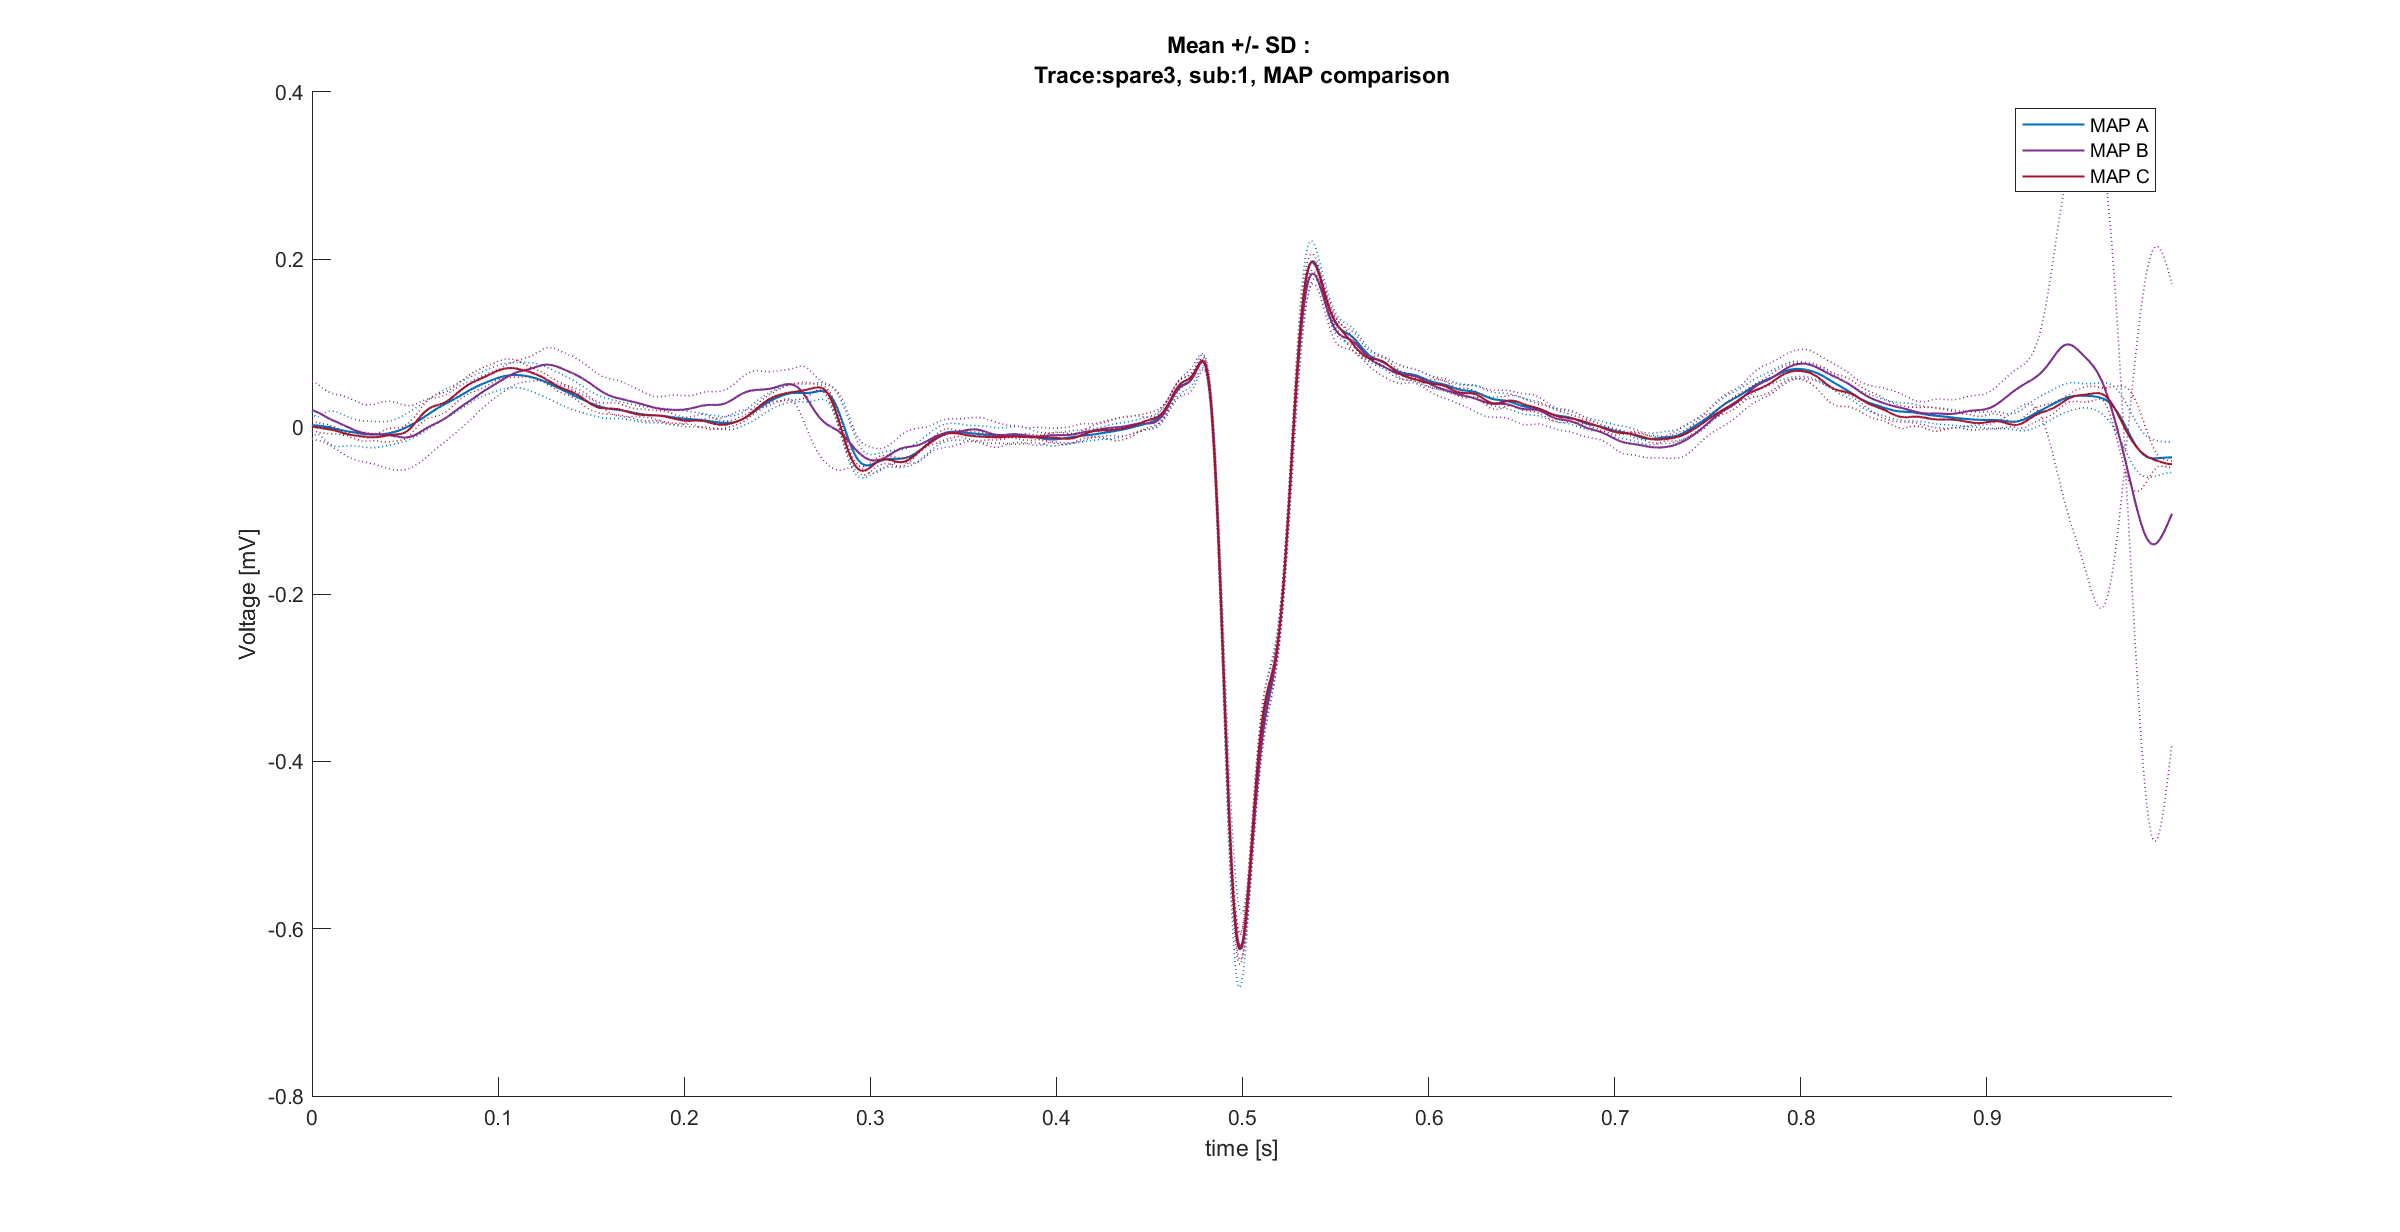 Mean +/- SD :
Trace:spare3, sub:1, MAP comparison
MAP A
MAP B
MAP C
0.4
0.2
0
-0.2
-0.4
-0.6
-0.8
Voltage [mV]
0 0.1 0.2 0.3 0.4 0.5 0.6 0.7 0.8 0.9
time [s]